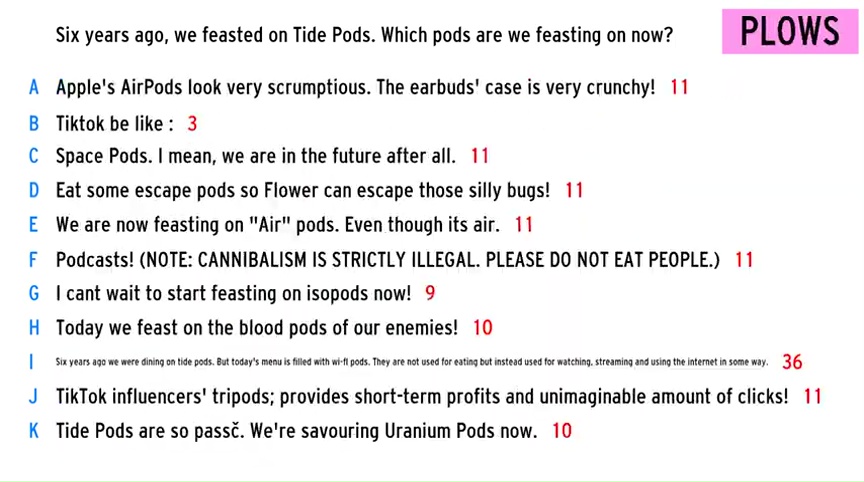 Six years ago, we feasted on Tide Pods. Which pods are we feasting on now?
PLOWS
A Apple's AirPods look very scrumptious. The earbuds' case is very crunchy! 11
B Tiktok be like : 3
C Space Pods. I mean, we are in the future after all. 11
D Eat some escape pods so Flower can escape those silly bugs! 11
E We are now feasting on "Air" pods. Even though its air. 11
F Podcasts! (NOTE: CANNIBALISM IS STRICTLY ILLEGAL. PLEASE DO NOT EAT PEOPLE.) 11
G I cant wait to start feasting on isopods now! 9
H Today we feast on the blood pods of our enemies! 10
I Six years ago we were dining on tide pods. But today's menu is filled with wi-fi pods. They are not used for eating but instead used for watching, streaming and using the internet in some way. 36
J TikTok influencers' tripods; provides short-term profits and unimaginable amount of clicks! 11
K Tide Pods are so passč. We're savouring Uranium Pods now. 10